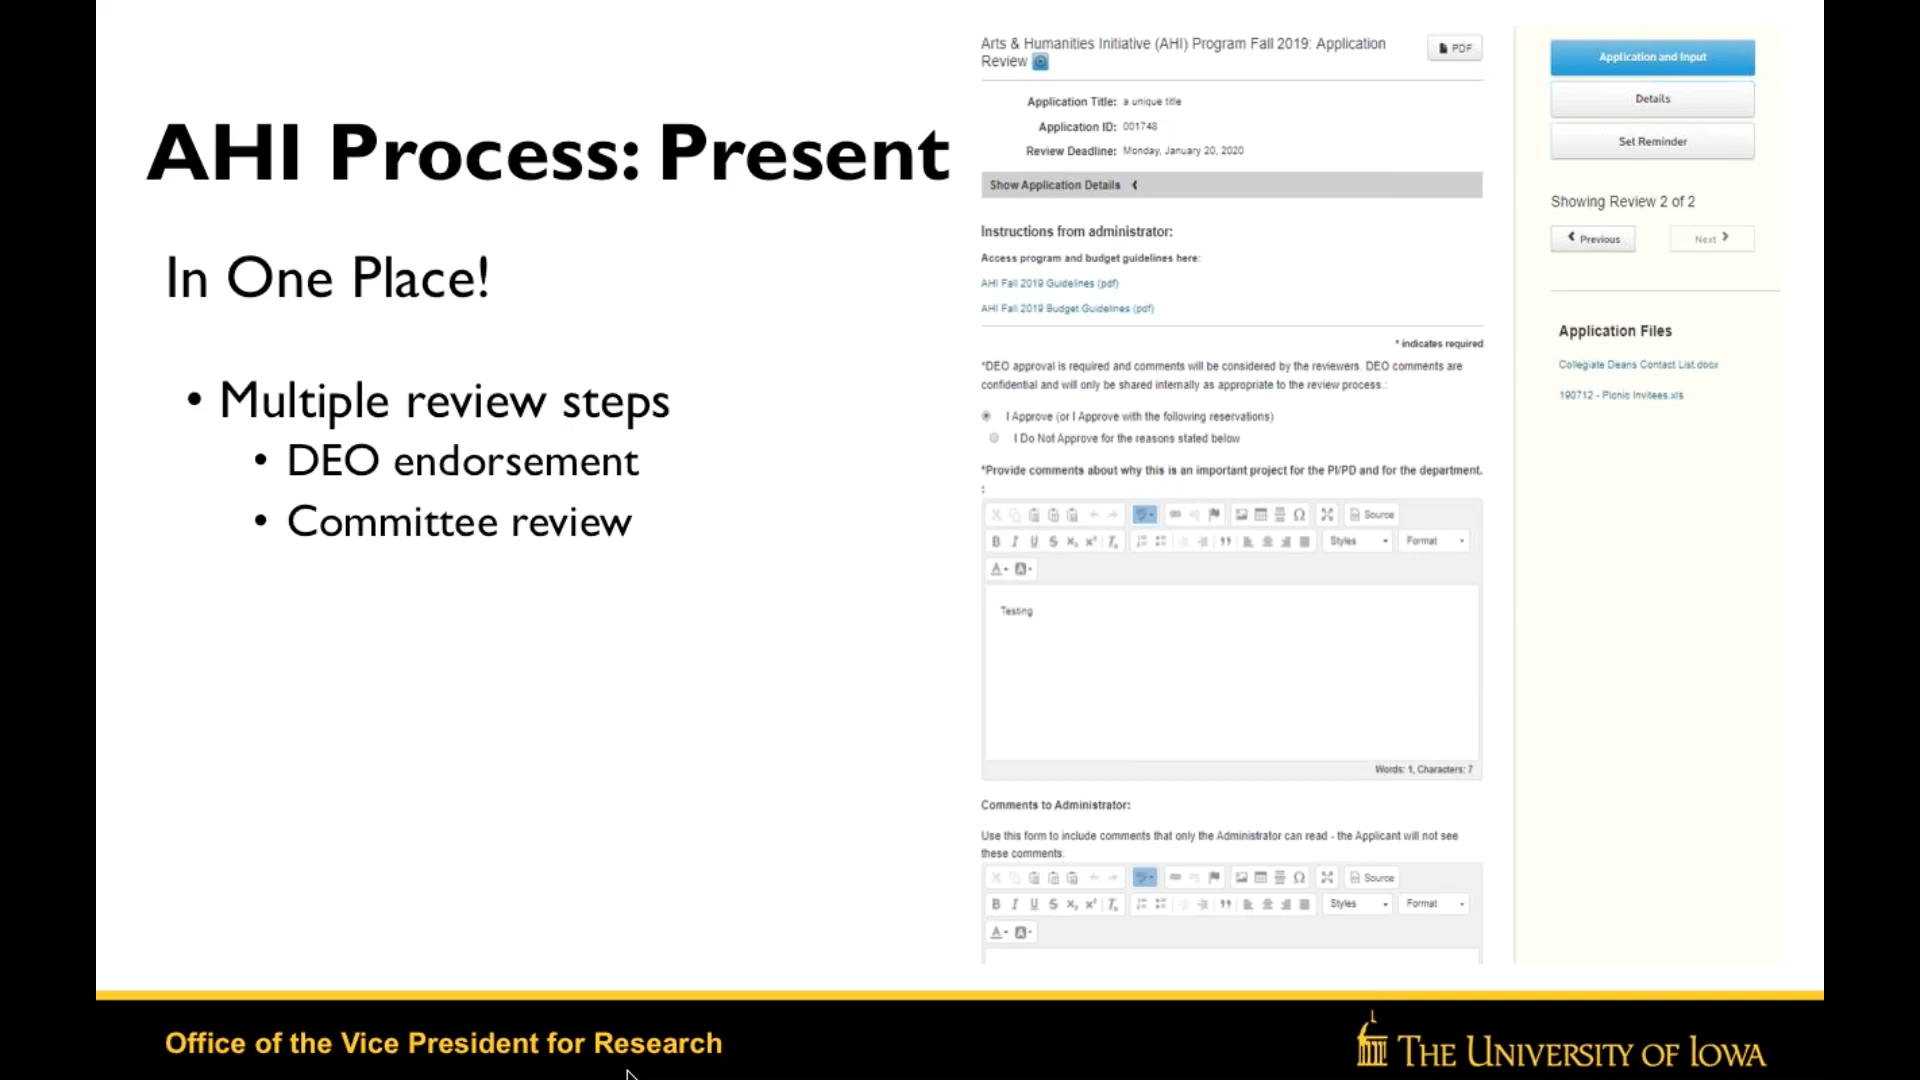 AHI Process: Present
In One Place!
• Multiple review steps
• DEO endorsement
• Committee review
Arts & Humanities Initiative (AHI) Program Fall 2019: Application
Review
PDF
Application Title: a unique title
Application ID: 001748
Review Deadline: Monday, January 20, 2020
Show Application Details
Instructions from administrator:
Access program and budget guidelines here:
AHI Fall 2019 Guidelines (pdf)
AHI Fall 2019 Budget Guidelines (pdf)
* indicates required
*DEO approval is required and comments will be considered by the reviewers. DEO comments are
confidential and will only be shared internally as appropriate to the review process.:
I Approve (or I Approve with the following reservations)
I Do Not Approve for the reasons stated below
*Provide comments about why this is an important project for the PI/PD and for the department.
:
Source
B I U S
Styles
Format
Testing
Words: 1, Characters: 7
Comments to Administrator:
Use this form to include comments that only the Administrator can read - the Applicant will not see
these comments:
Source
B I U S
Styles
Format
Application and Input
Details
Set Reminder
Showing Review 2 of 2
Previous
Next
Application Files
Collegiate Deans Contact List.docx
190712 - Picnic Invitees.xls
Office of the Vice President for Research
THE UNIVERSITY OF IOWA